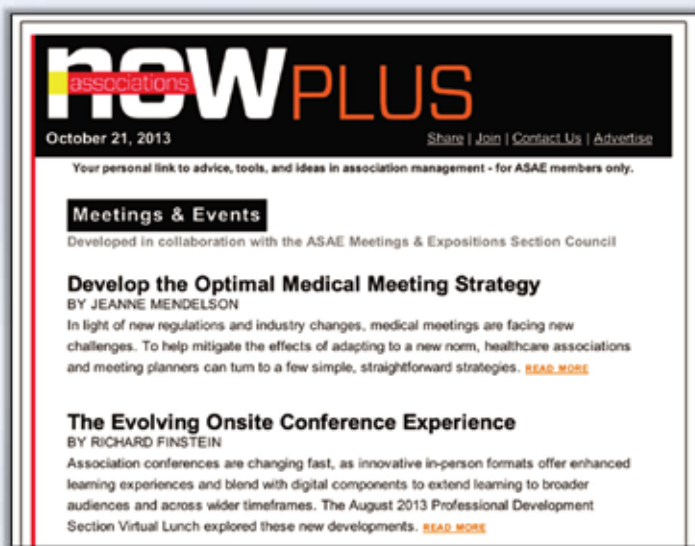 associations
now PLUS
October 21, 2013 Share | Join | Contact Us | Advertise
Your personal link to advice, tools, and ideas in association management - for ASAE members only.
Meetings & Events
Developed in collaboration with the ASAE Meetings & Expositions Section Council
Develop the Optimal Medical Meeting Strategy
BY JEANNE MENDELSON
In light of new regulations and industry changes, medical meetings are facing new
challenges. To help mitigate the effects of adapting to a new norm, healthcare associations
and meeting planners can turn to a few simple, straightforward strategies. READ MORE
The Evolving Onsite Conference Experience
BY RICHARD FINSTEIN
Association conferences are changing fast, as innovative in-person formats offer enhanced
learning experiences and blend with digital components to extend learning to broader
audiences and across wider timeframes. The August 2013 Professional Development
Section Virtual Lunch explored these new developments. READ MORE